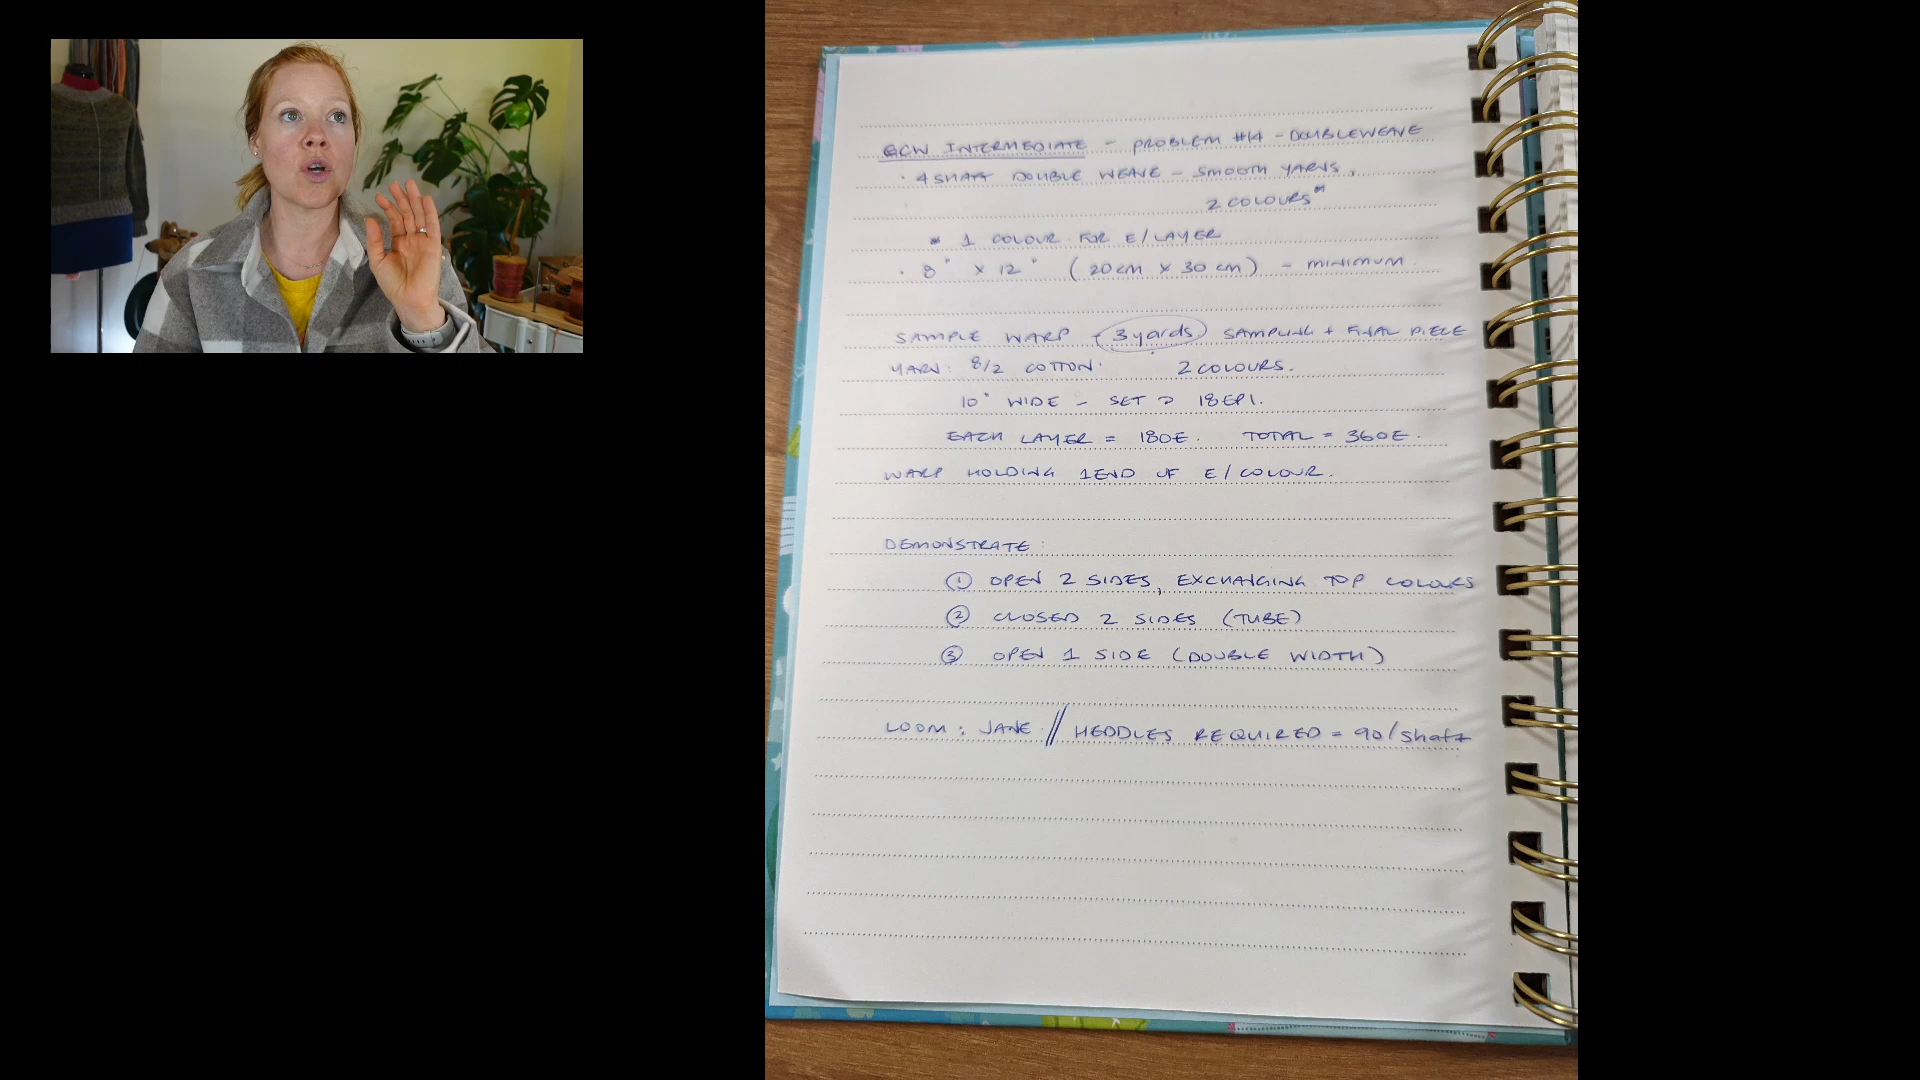 GCW INTERMEDIATE - PROBLEM #14 - DOUBLEWEAVE
· 4 SHAFT DOUBLE WEAVE - SMOOTH YARNS,
2 COLOURS*
* 1 COLOUR FOR E/LAYER
· 8" x 12" (20cm x 30cm) - MINIMUM
SAMPLE WARP - 3 yards SAMPLING + FINAL PIECE
YARN: 8/2 COTTON. 2 COLOURS.
10" WIDE - SET @ 18EPI.
EACH LAYER = 180E. TOTAL = 360E.
WARP HOLDING 1 END OF E/COLOUR.
DEMONSTRATE:
① OPEN 2 SIDES, EXCHANGING TOP COLOURS
② CLOSED 2 SIDES (TUBE)
③ OPEN 1 SIDE (DOUBLE WIDTH)
LOOM: JANE // HEDDLES REQUIRED = 90/shaft